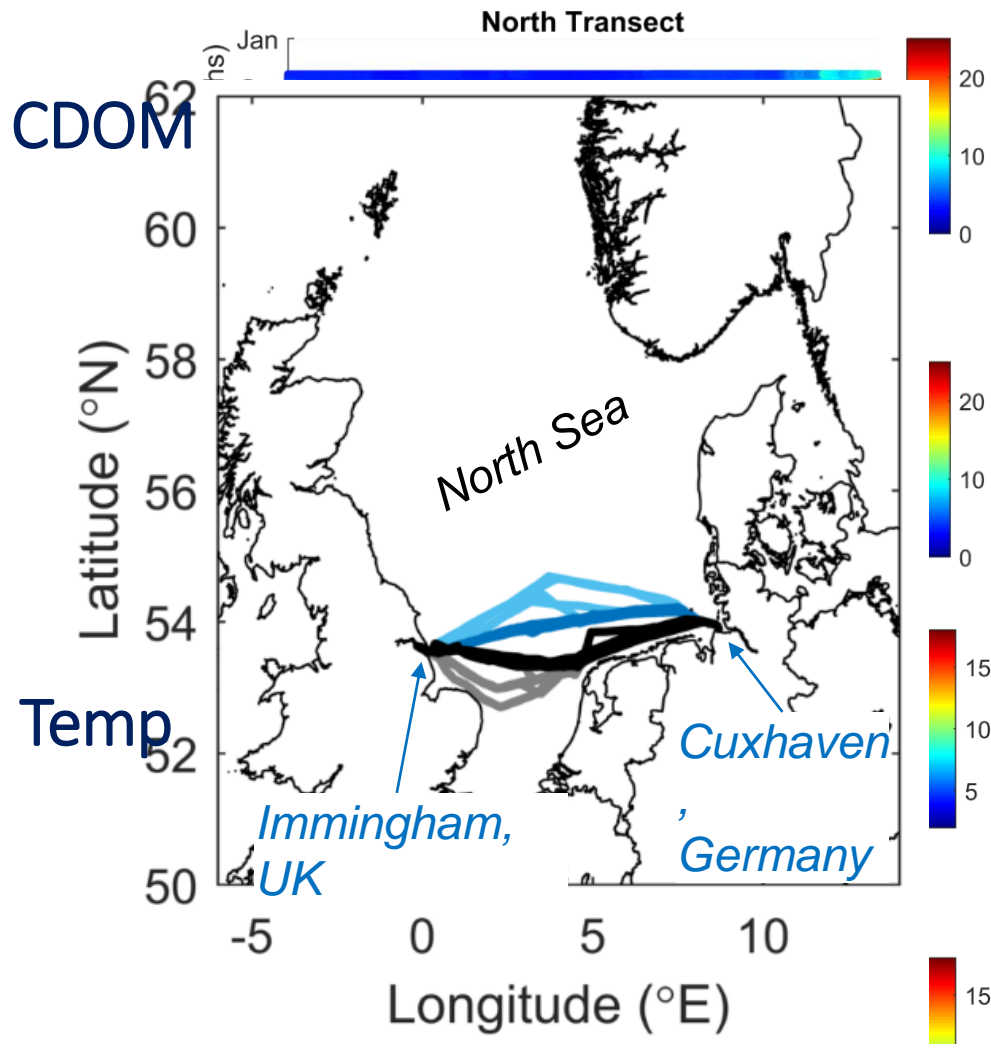 North Transect
Jan
ns)
CDOM
Temp
62
60
58
56
54
52
50
Latitude (°N)
North Sea
Immingham,
UK
Cuxhaven
,
Germany
-5
0
5
10
Longitude (°E)
20
10
0
20
10
0
15
10
5
15